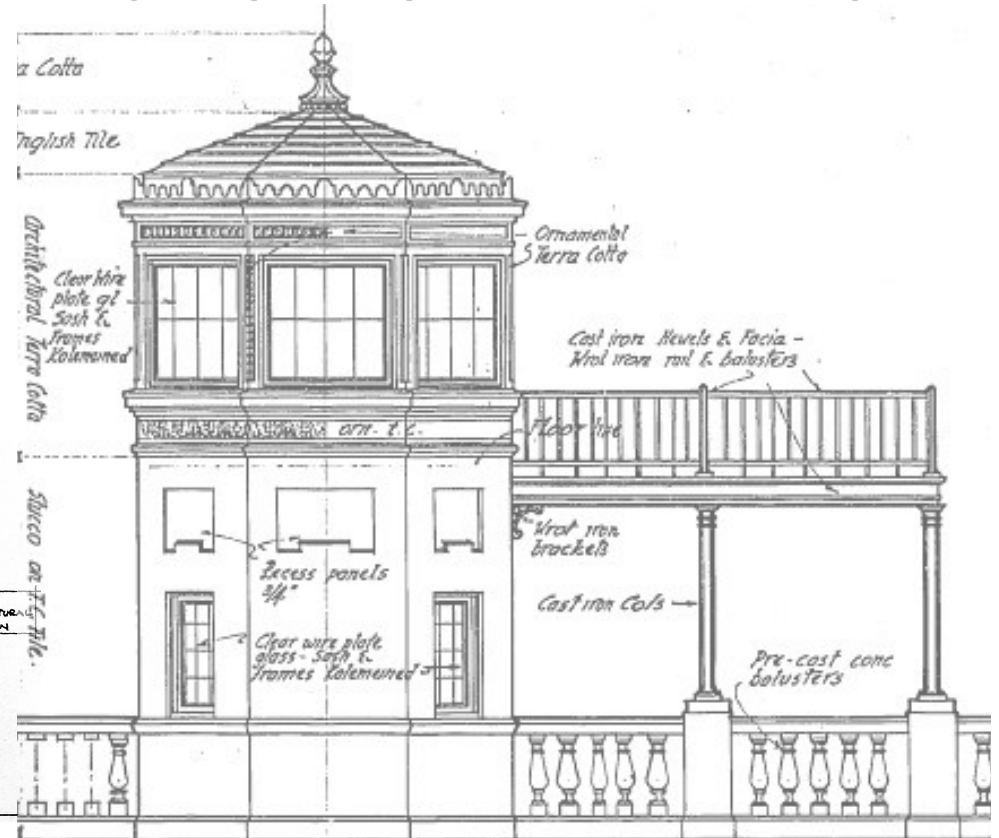 a Cotta
nglish Tile
Architectural Terra Cotta
Clear Wire
plate gl
Sash &
Frames
Kalemeined
Ornamental
Terra Cotta
Cast iron Newels & Facia -
Wrot iron rail & balusters
orn. t.c.
Floor line
Stucco on T.C. Tile.
Wrot iron
brackets
Recess panels
3/4"
Cast iron Cols
Clear wire plate
glass - Sash &
frames Kalemeined
Pre-cast conc
balusters